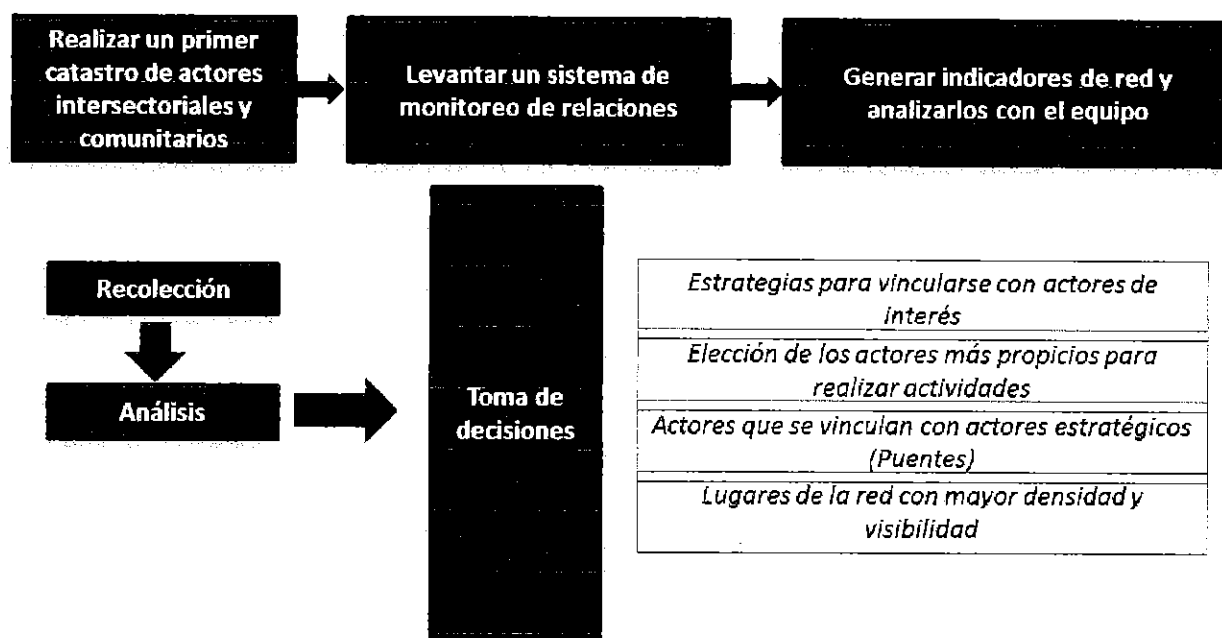 Realizar un primer
catastro de actores
intersectoriales y
comunitarios
Levantar un sistema de
monitoreo de relaciones
Generar indicadores de red y
analizarlos con el equipo
Recolección
Análisis
Toma de
decisiones
Estrategias para vincularse con actores de
interés
Elección de los actores más propicios para
realizar actividades
Actores que se vinculan con actores estratégicos
(Puentes)
Lugares de la red con mayor densidad y
visibilidad